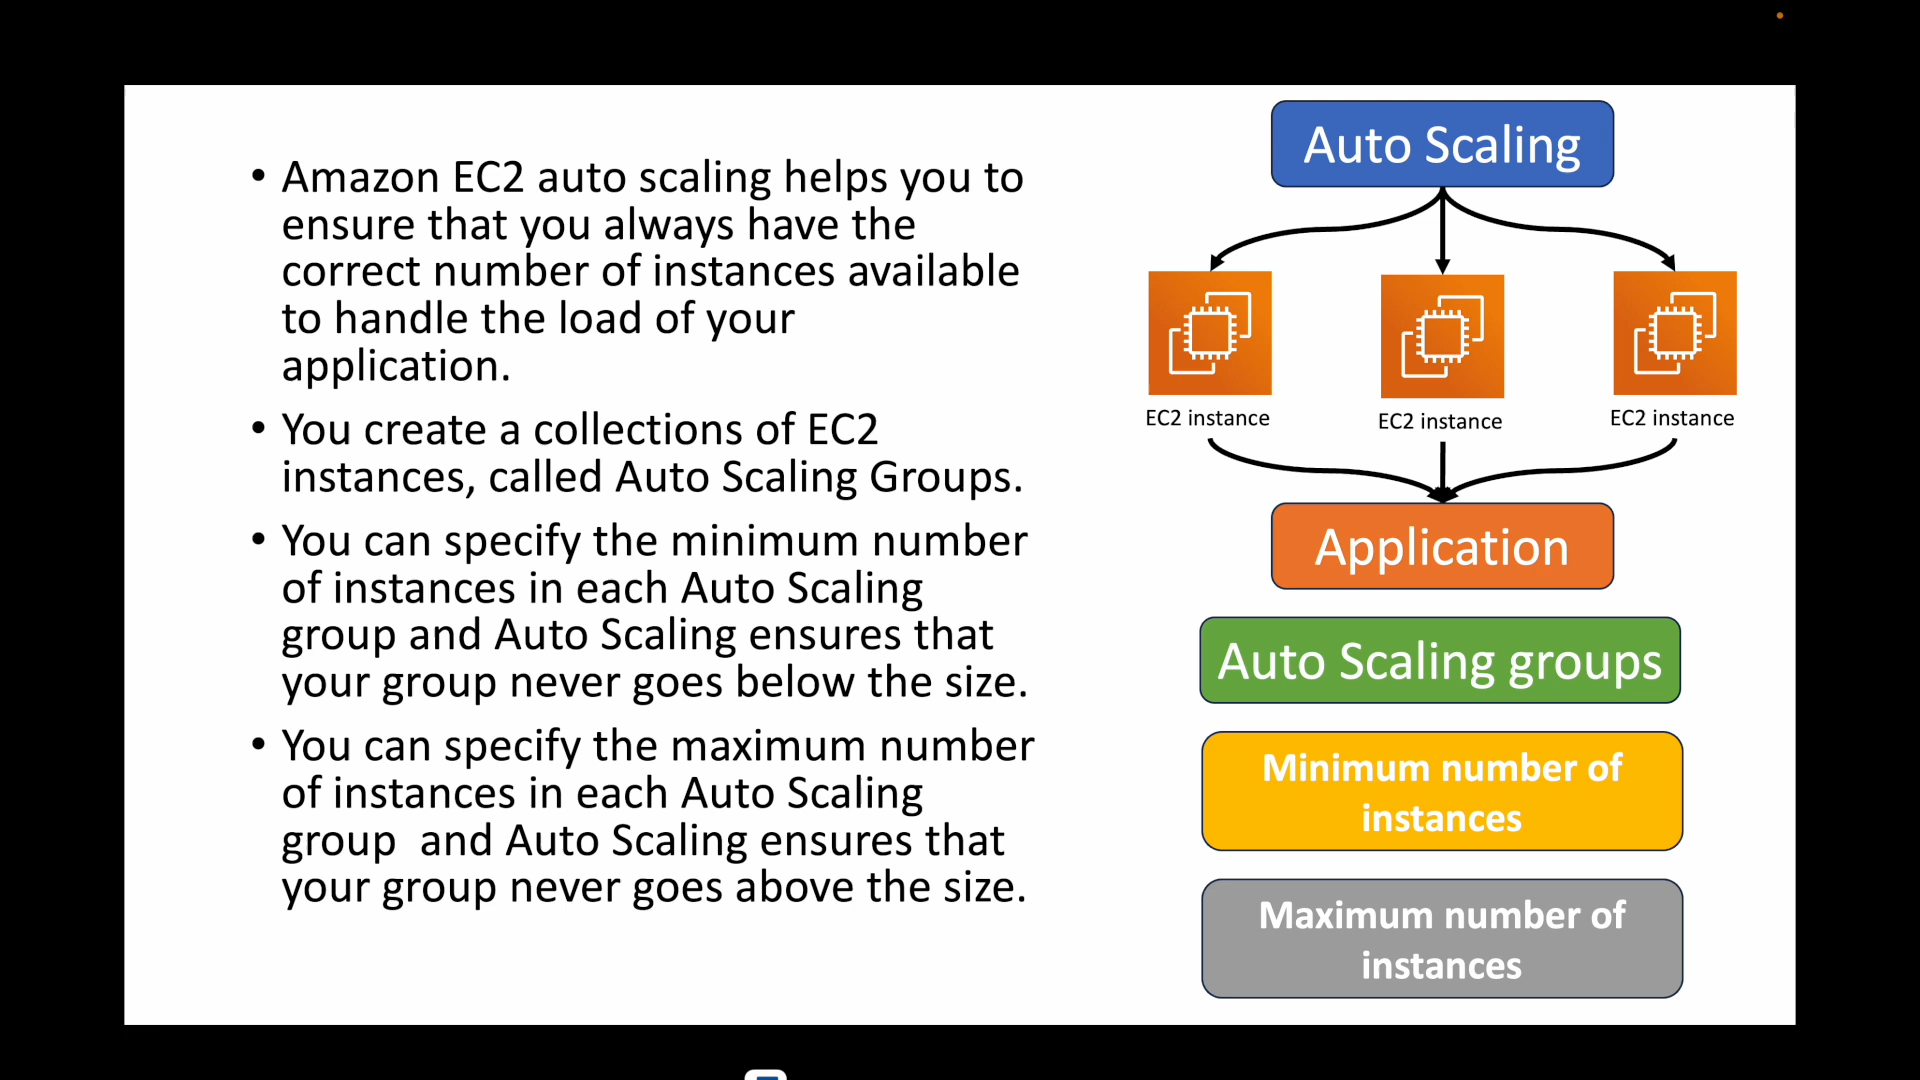 • Amazon EC2 auto scaling helps you to
ensure that you always have the
correct number of instances available
to handle the load of your
application.
• You create a collections of EC2
instances, called Auto Scaling Groups.
• You can specify the minimum number
of instances in each Auto Scaling
group and Auto Scaling ensures that
your group never goes below the size.
• You can specify the maximum number
of instances in each Auto Scaling
group  and Auto Scaling ensures that
your group never goes above the size.
Auto Scaling
EC2 instance
EC2 instance
EC2 instance
Application
Auto Scaling groups
Minimum number of
instances
Maximum number of
instances